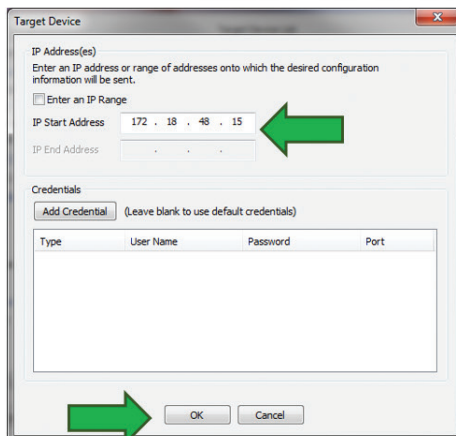 Target Device
x
IP Address(es)
Enter an IP address or range of addresses onto which the desired configuration
information will be sent.
Enter an IP Range
IP Start Address 172 . 18 . 48 . 15
IP End Address . . .
Credentials
Add Credential (Leave blank to use default credentials)
Type User Name Password Port
OK Cancel